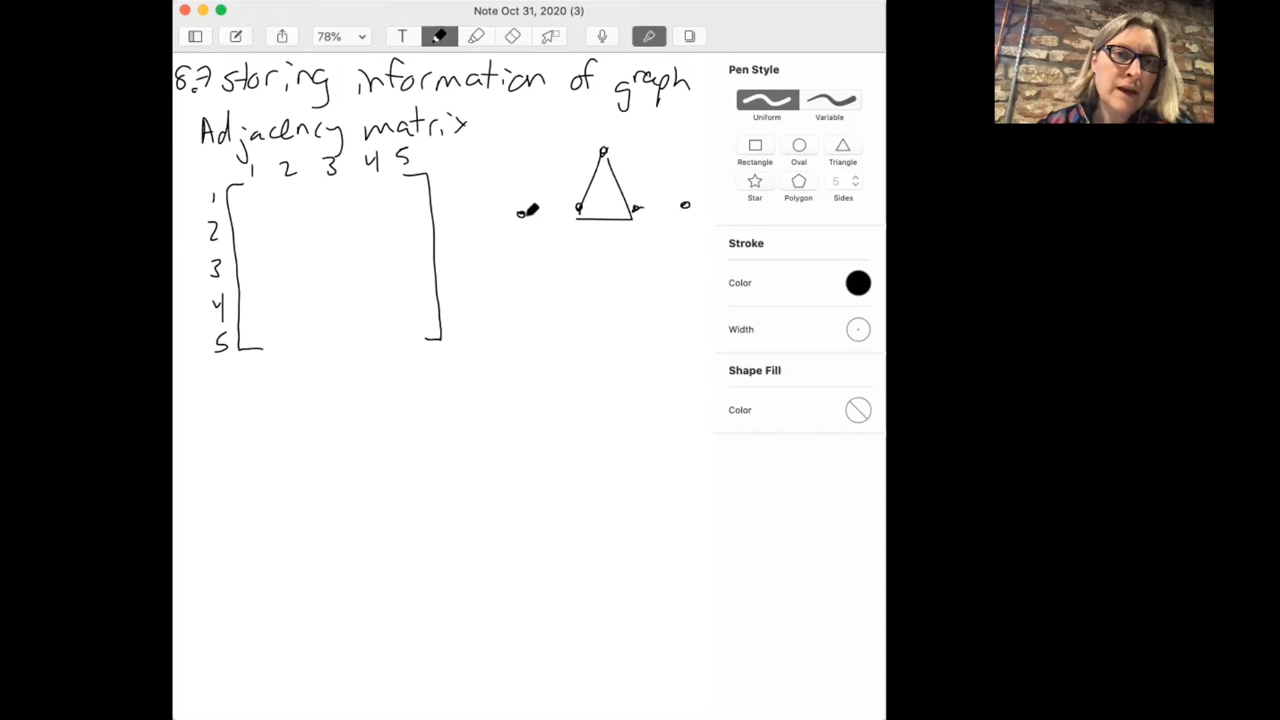 Note Oct 31, 2020 (3)
78%
T
8.7 storing information of graph
Adjacency matrix
1 2 3 4 5
1
2
3
4
5
Pen Style
Uniform Variable
Rectangle Oval Triangle
5
Star Polygon Sides
Stroke
Color
Width
Shape Fill
Color